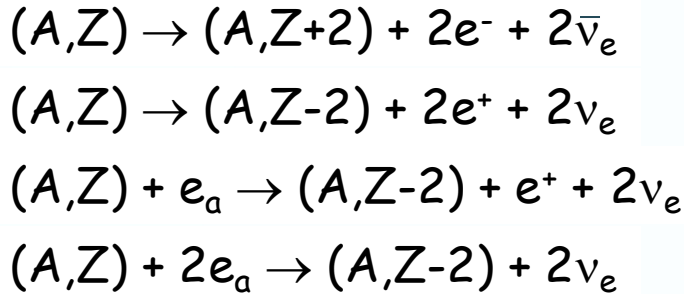 (A,Z) → (A,Z+2) + 2e⁻ + 2ν̅ₑ
(A,Z) → (A,Z-2) + 2e⁺ + 2νₑ
(A,Z) + eₐ → (A,Z-2) + e⁺ + 2νₑ
(A,Z) + 2eₐ → (A,Z-2) + 2νₑ